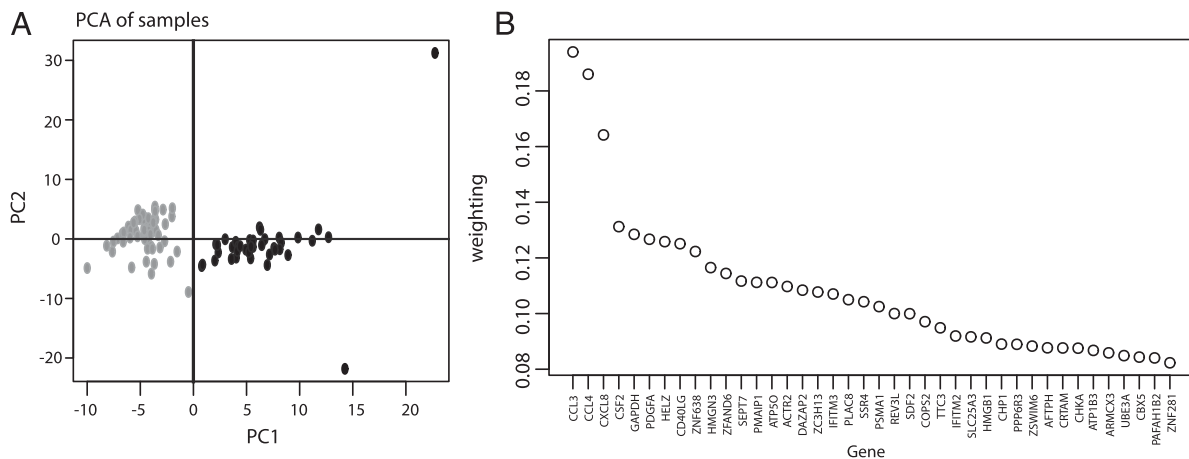 A
PCA of samples
30
20
10
0
-10
-20
PC2
-10 -5 0 5 10 15 20
PC1
B
0.18
0.16
0.14
0.12
0.10
0.08
weighting
CCL3
CCL4
CXCL8
CSF2
GAPDH
PDGFA
HELZ
CD40LG
ZNF638
HMGN3
ZFAND6
SEPT7
PMAIP1
ATP5O
ACTR2
DAZAP2
ZC3H13
IFITM3
PLAC8
SSR4
PSMA1
REV3L
SDF2
COPS2
TTC3
IFITM2
SLC25A3
HMGB1
CHP1
PPP6R3
ZSWIM6
AFTPH
CRTAM
CHKA
ATP1B3
ARMCX3
UBE3A
CBX5
PAFAH1B2
ZNF281
Gene